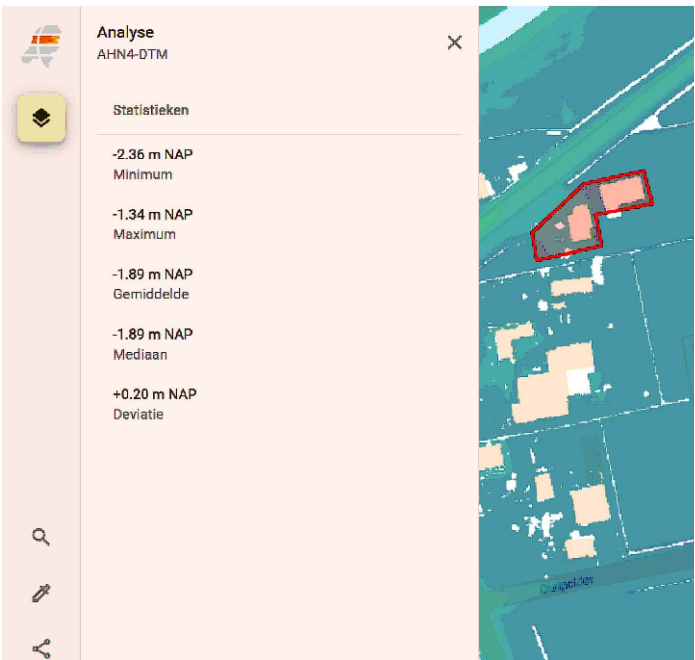 Analyse
AHN4-DTM
Statistieken
-2.36 m NAP
Minimum
-1.34 m NAP
Maximum
-1.89 m NAP
Gemiddelde
-1.89 m NAP
Mediaan
+0.20 m NAP
Deviatie